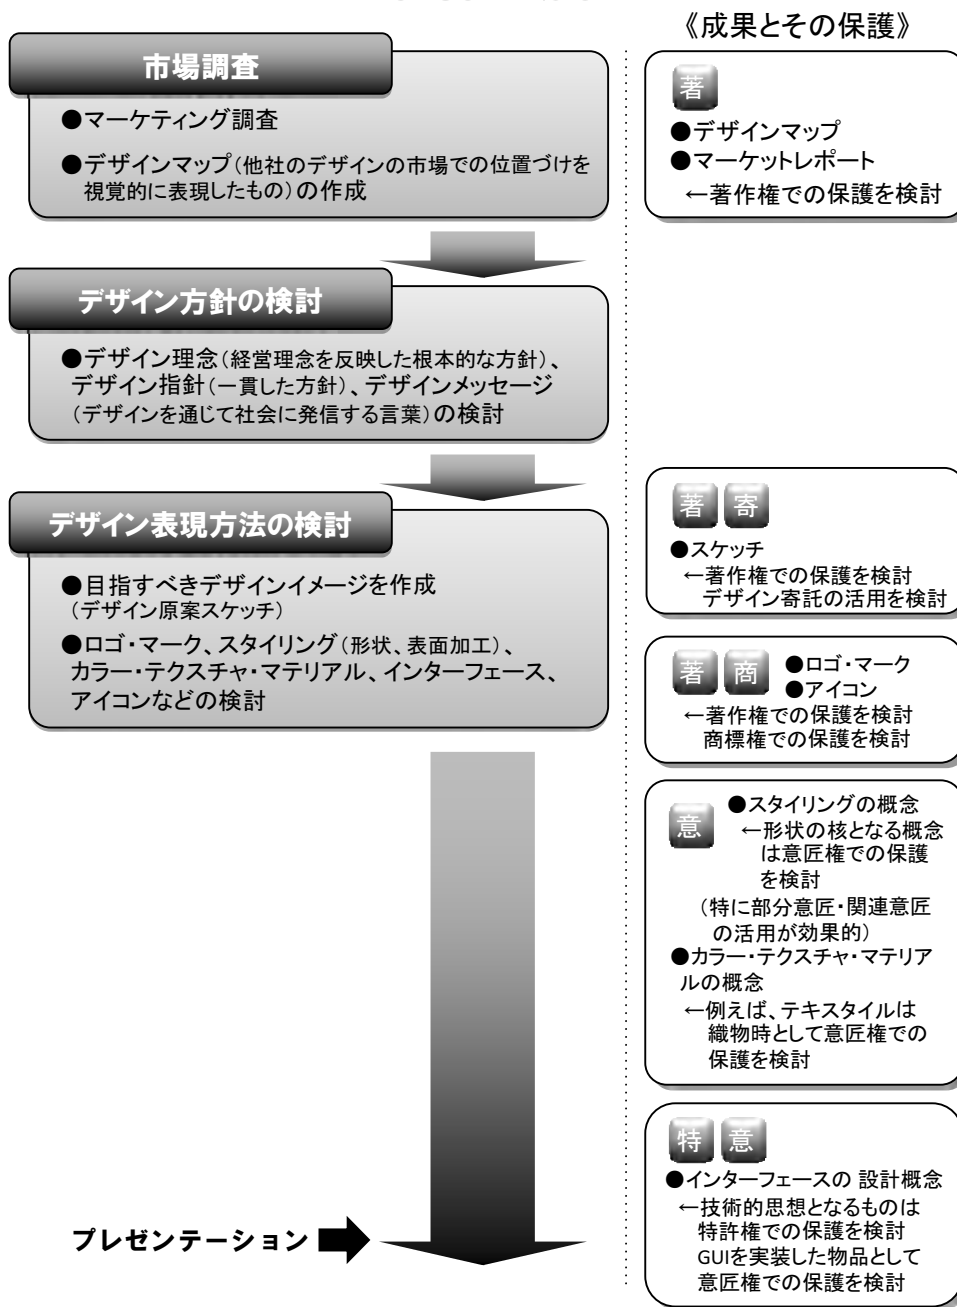 《成果とその保護》
市場調査
●マーケティング調査
●デザインマップ（他社のデザインの市場での位置づけを
視覚的に表現したもの）の作成
著
●デザインマップ
●マーケットレポート
←著作権での保護を検討
デザイン方針の検討
●デザイン理念（経営理念を反映した根本的な方針）、
デザイン指針（一貫した方針）、デザインメッセージ
（デザインを通じて社会に発信する言葉）の検討
デザイン表現方法の検討
●目指すべきデザインイメージを作成
（デザイン原案スケッチ）
●ロゴ・マーク、スタイリング（形状、表面加工）、
カラー・テクスチャ・マテリアル、インターフェース、
アイコンなどの検討
著 寄
●スケッチ
←著作権での保護を検討
デザイン寄託の活用を検討
著 商
●ロゴ・マーク
●アイコン
←著作権での保護を検討
商標権での保護を検討
意
●スタイリングの概念
←形状の核となる概念
は意匠権での保護
を検討
（特に部分意匠・関連意匠
の活用が効果的）
●カラー・テクスチャ・マテリア
ルの概念
←例えば、テキスタイルは
織物時として意匠権での
保護を検討
特 意
●インターフェースの 設計概念
←技術的思想となるものは
特許権での保護を検討
GUIを実装した物品として
意匠権での保護を検討
プレゼンテーション